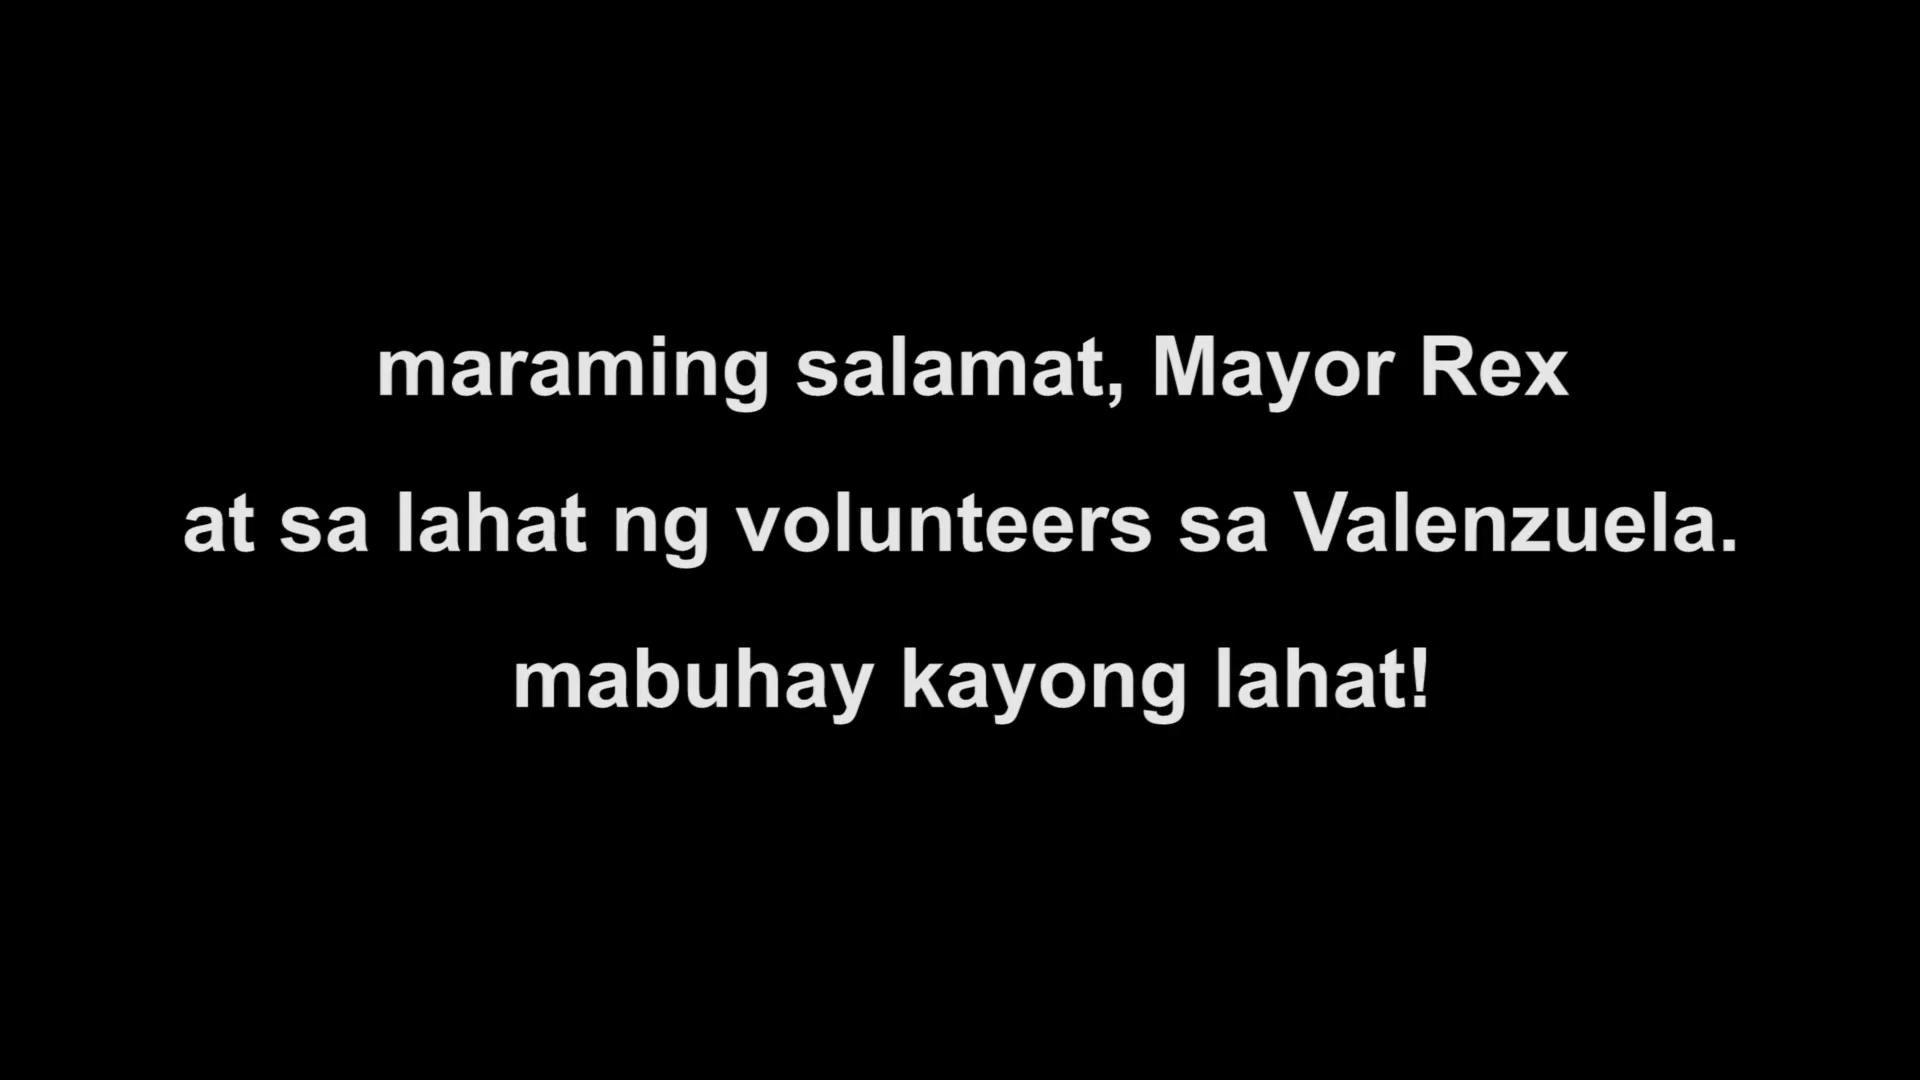 maraming salamat, Mayor Rex
at sa lahat ng volunteers sa Valenzuela.
mabuhay kayong lahat!